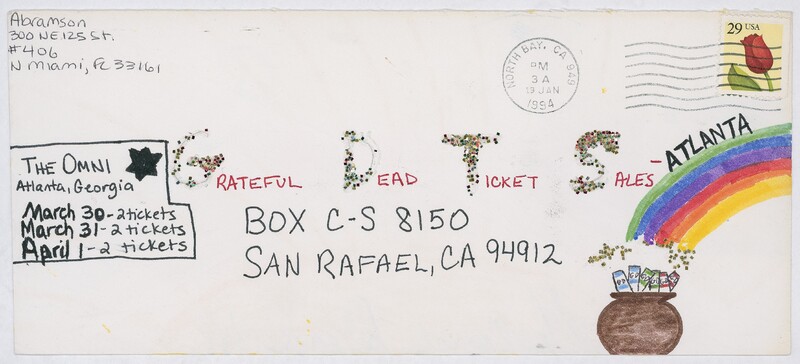 Abramson
300 NE 125 St.
#406
N Miami, FL 33161
NORTH BAY, CA 949
PM
3 A
19 JAN
1994
29 USA
THE OMNI
Atlanta, Georgia
March 30 - 2 tickets
March 31 - 2 tickets
April 1 - 2 tickets
GRATEFUL DEAD TICKET SALES - ATLANTA
BOX C-S 8150
SAN RAFAEL, CA 94912